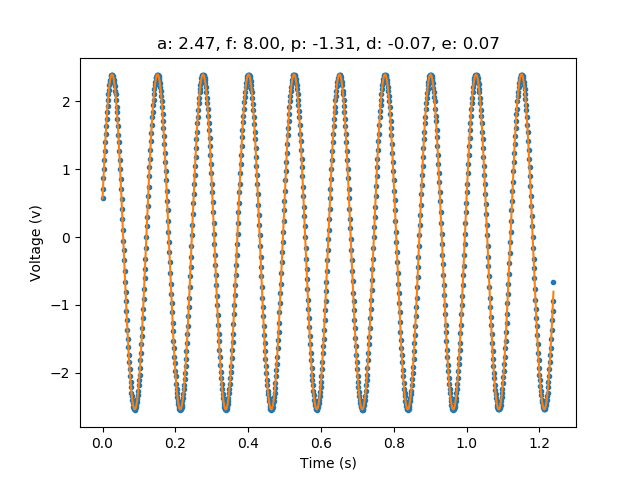 a: 2.47, f: 8.00, p: -1.31, d: -0.07, e: 0.07
Voltage (v)
2
1
0
−1
−2
0.0 0.2 0.4 0.6 0.8 1.0 1.2
Time (s)